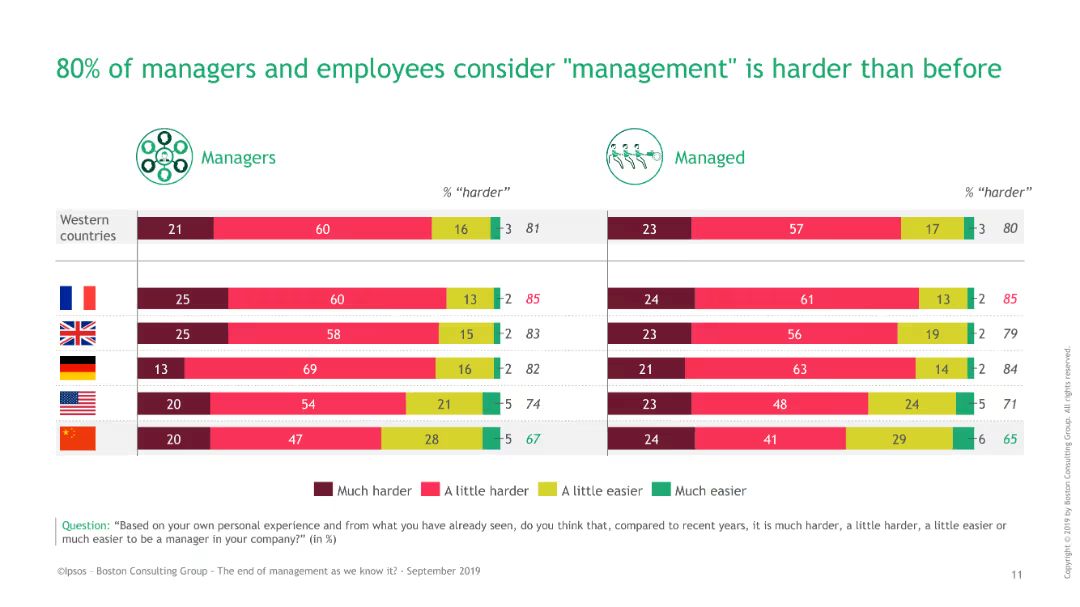 80% of managers and employees consider "management" is harder than before
Managers
Managed
% “harder”
% “harder”
Western
countries
21 60 16 3 81
23 57 17 3 80
25 60 13 2 85
24 61 13 2 85
25 58 15 2 83
23 56 19 2 79
13 69 16 2 82
21 63 14 2 84
20 54 21 5 74
23 48 24 5 71
20 47 28 5 67
24 41 29 6 65
Much harder A little harder A little easier Much easier
Question: “Based on your own personal experience and from what you have already seen, do you think that, compared to recent years, it is much harder, a little harder, a little easier or
much easier to be a manager in your company?” (in %)
©Ipsos – Boston Consulting Group – The end of management as we know it? - September 2019
11
Copyright © 2019 by Boston Consulting Group. All rights reserved.